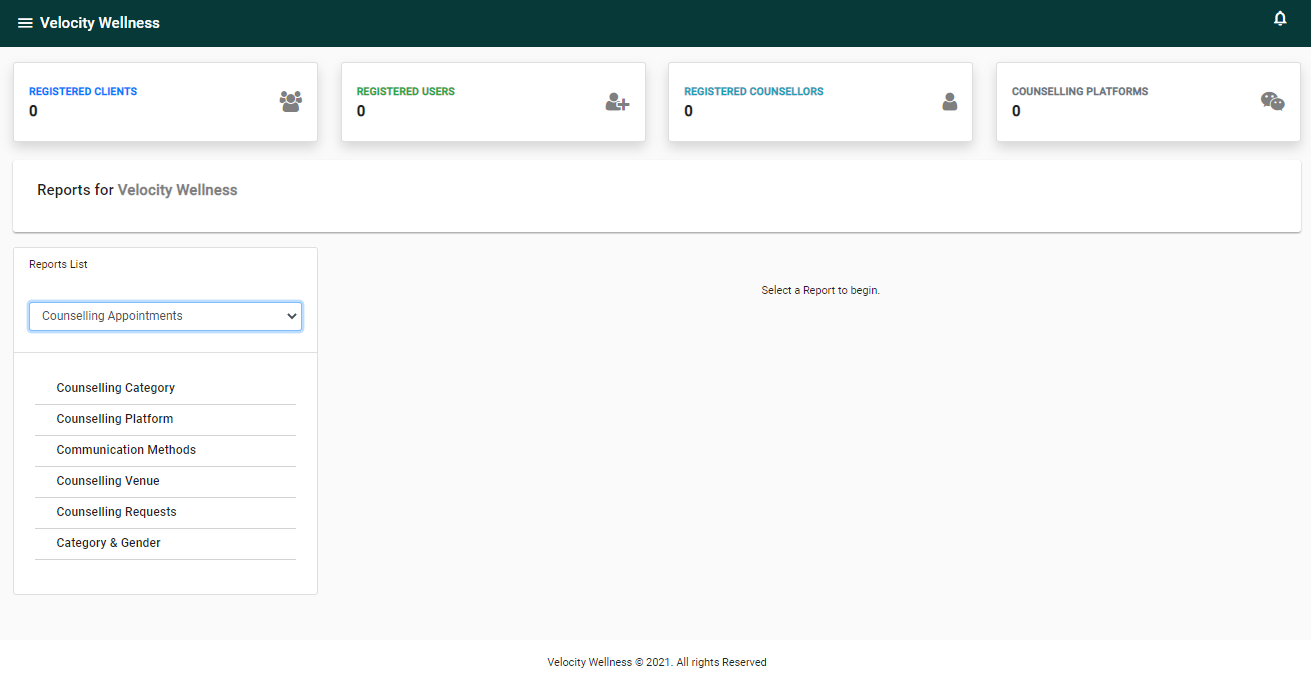 Velocity Wellness
REGISTERED CLIENTS
0
REGISTERED USERS
0
REGISTERED COUNSELLORS
0
COUNSELLING PLATFORMS
0
Reports for Velocity Wellness
Reports List
Counselling Appointments
Select a Report to begin.
Counselling Category
Counselling Platform
Communication Methods
Counselling Venue
Counselling Requests
Category & Gender
Velocity Wellness © 2021. All rights Reserved